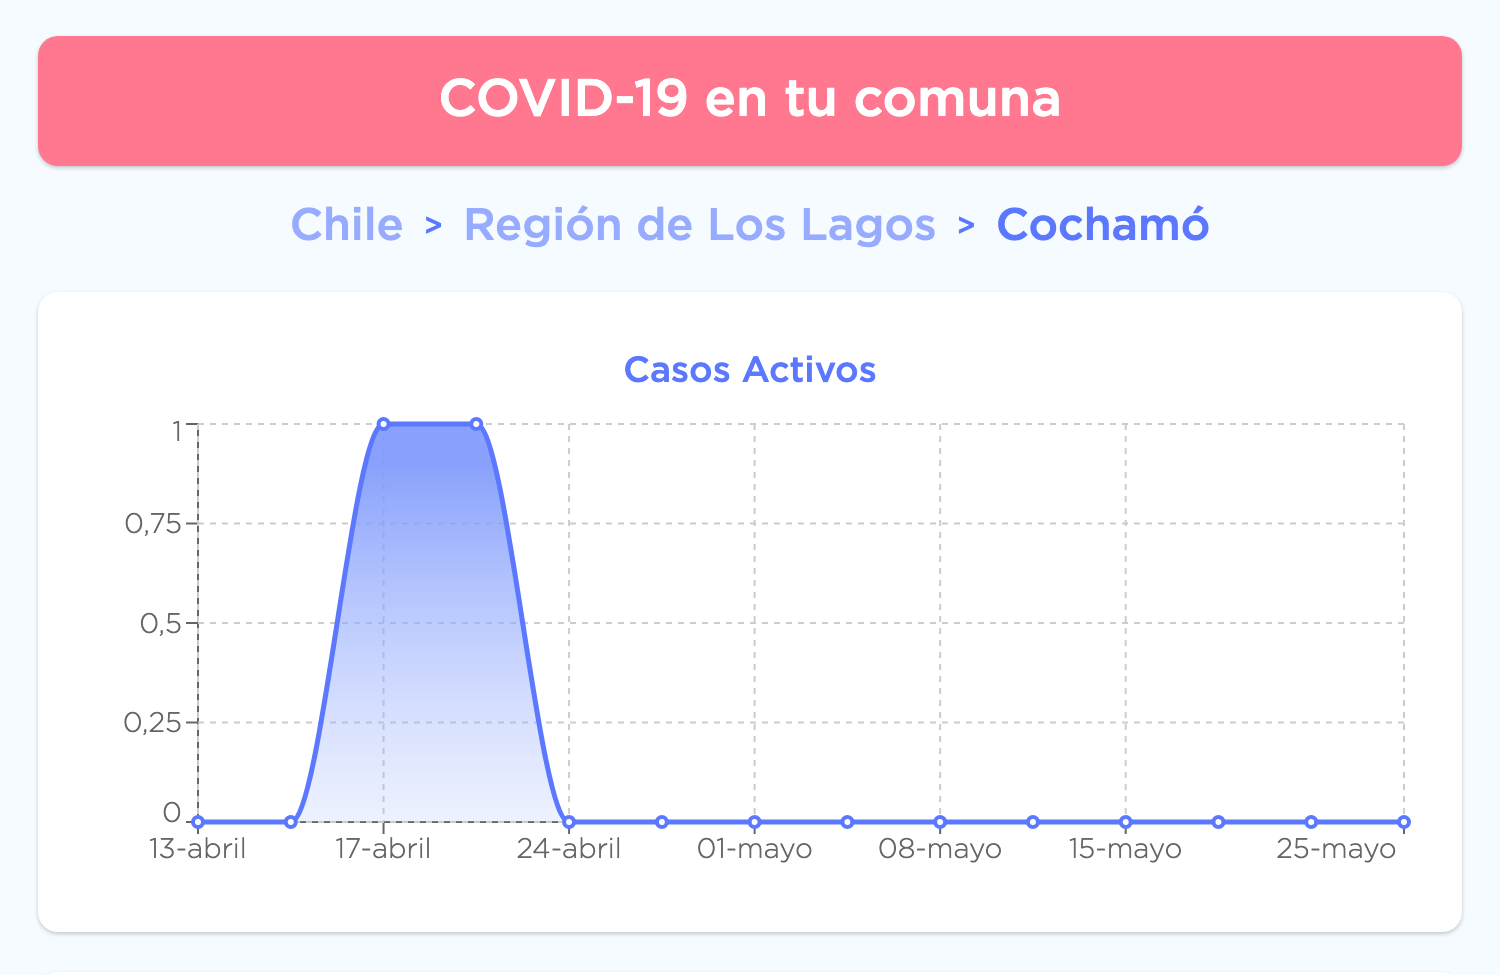 COVID-19 en tu comuna
Chile > Región de Los Lagos > Cochamó
Casos Activos
1
0,75
0,5
0,25
0
13-abril 17-abril 24-abril 01-mayo 08-mayo 15-mayo 25-mayo